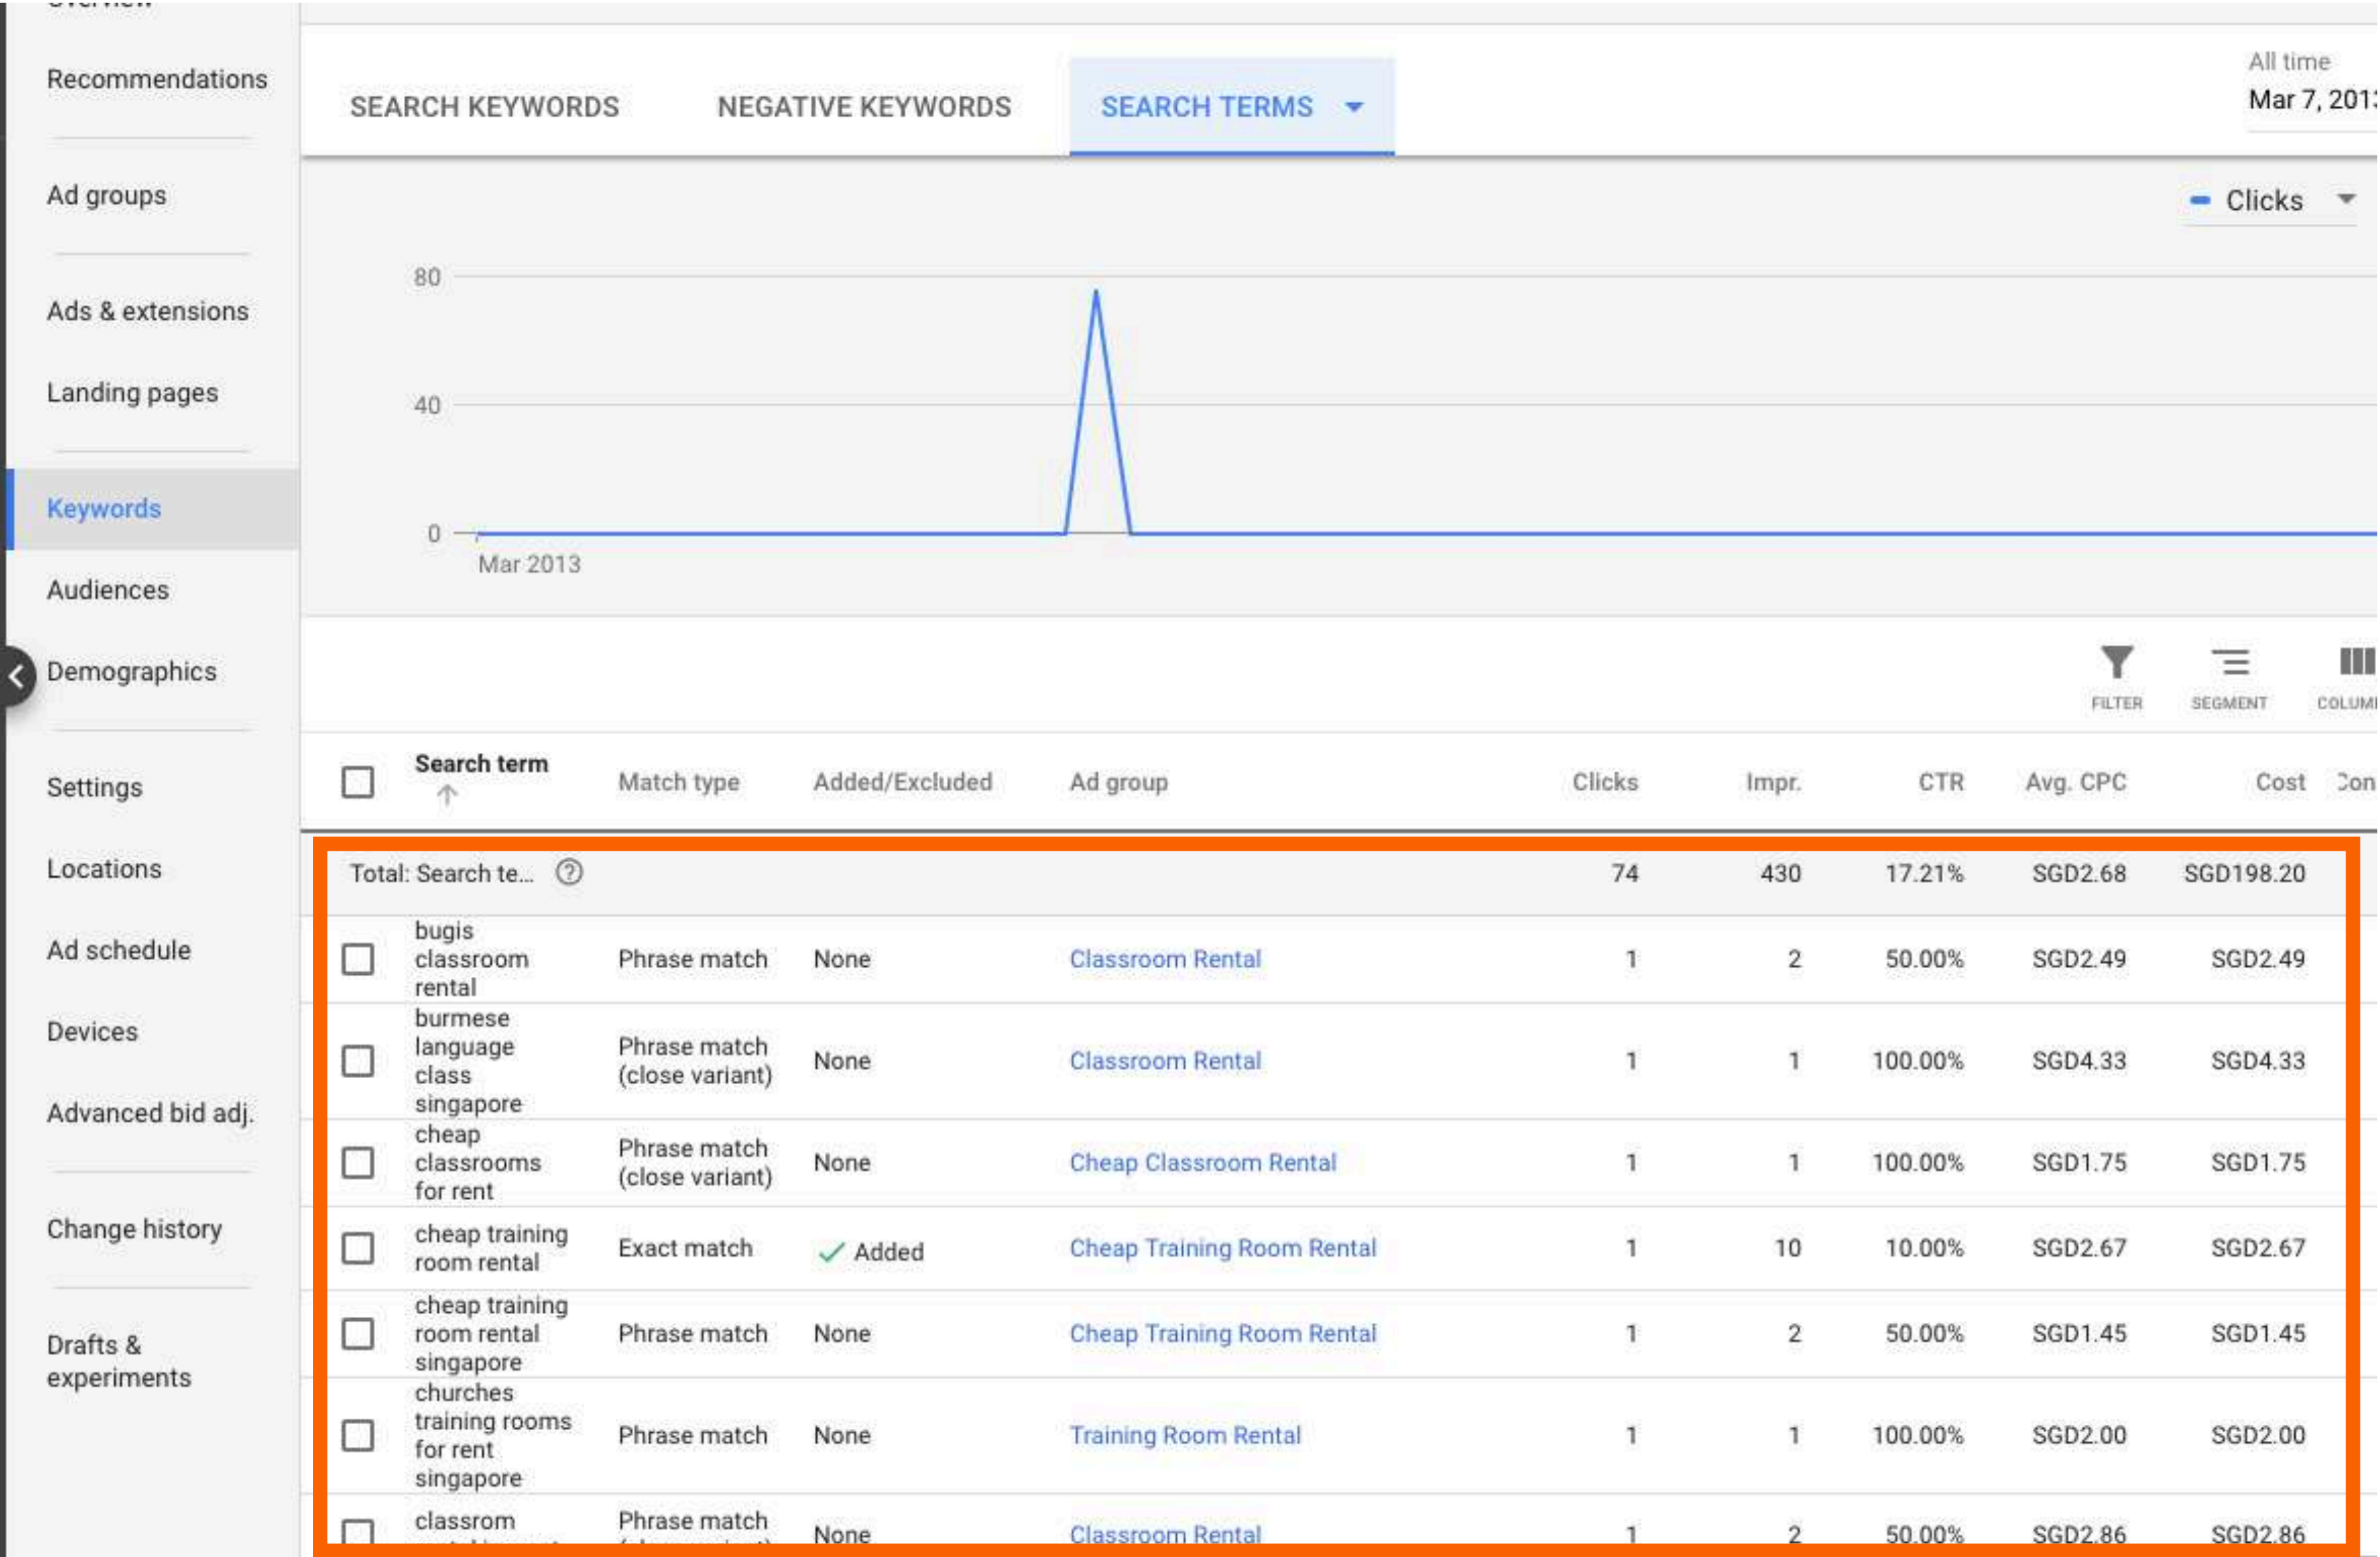 Recommendations
Ad groups
Ads & extensions
Landing pages
Keywords
Audiences
Demographics
Settings
Locations
Ad schedule
Devices
Advanced bid adj.
Change history
Drafts &
experiments
SEARCH KEYWORDS NEGATIVE KEYWORDS SEARCH TERMS
All time
Mar 7, 2013
Clicks
80
40
0
Mar 2013
FILTER SEGMENT
Search term Match type Added/Excluded Ad group Clicks Impr. CTR Avg. CPC Cost
Total: Search te... 74 430 17.21% SGD2.68 SGD198.20
bugis
classroom
rental
Phrase match None Classroom Rental 1 2 50.00% SGD2.49 SGD2.49
burmese
language
class
singapore
Phrase match
(close variant)
None Classroom Rental 1 1 100.00% SGD4.33 SGD4.33
cheap
classrooms
for rent
Phrase match
(close variant)
None Cheap Classroom Rental 1 1 100.00% SGD1.75 SGD1.75
cheap training
room rental
Exact match Added Cheap Training Room Rental 1 10 10.00% SGD2.67 SGD2.67
cheap training
room rental
singapore
Phrase match None Cheap Training Room Rental 1 2 50.00% SGD1.45 SGD1.45
churches
training rooms
for rent
singapore
Phrase match None Training Room Rental 1 1 100.00% SGD2.00 SGD2.00
classrom
Phrase match
None Classroom Rental 1 2 50.00% SGD2.86 SGD2.86